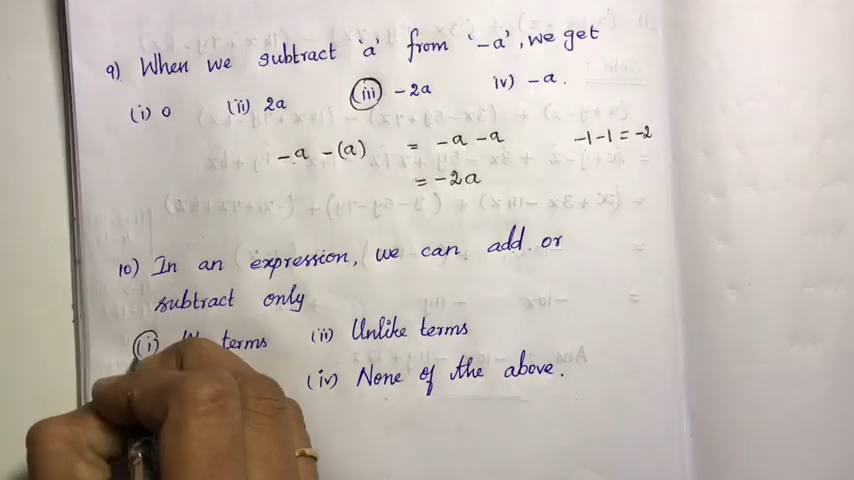 9) When we subtract 'a' from '-a', we get
(i) 0 (ii) 2a (iii) -2a iv) -a.
-a -(a) = -a -a -1-1 = -2
= -2a
10) In an expression, we can add or
subtract only
(i) terms (ii) Unlike terms
(iv) None of the above.